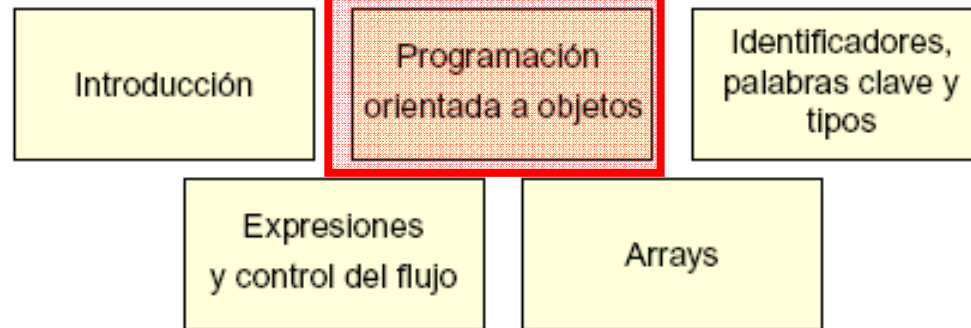 Introducción
Programación
orientada a objetos
Identificadores,
palabras clave y
tipos
Expresiones
y control del flujo
Arrays